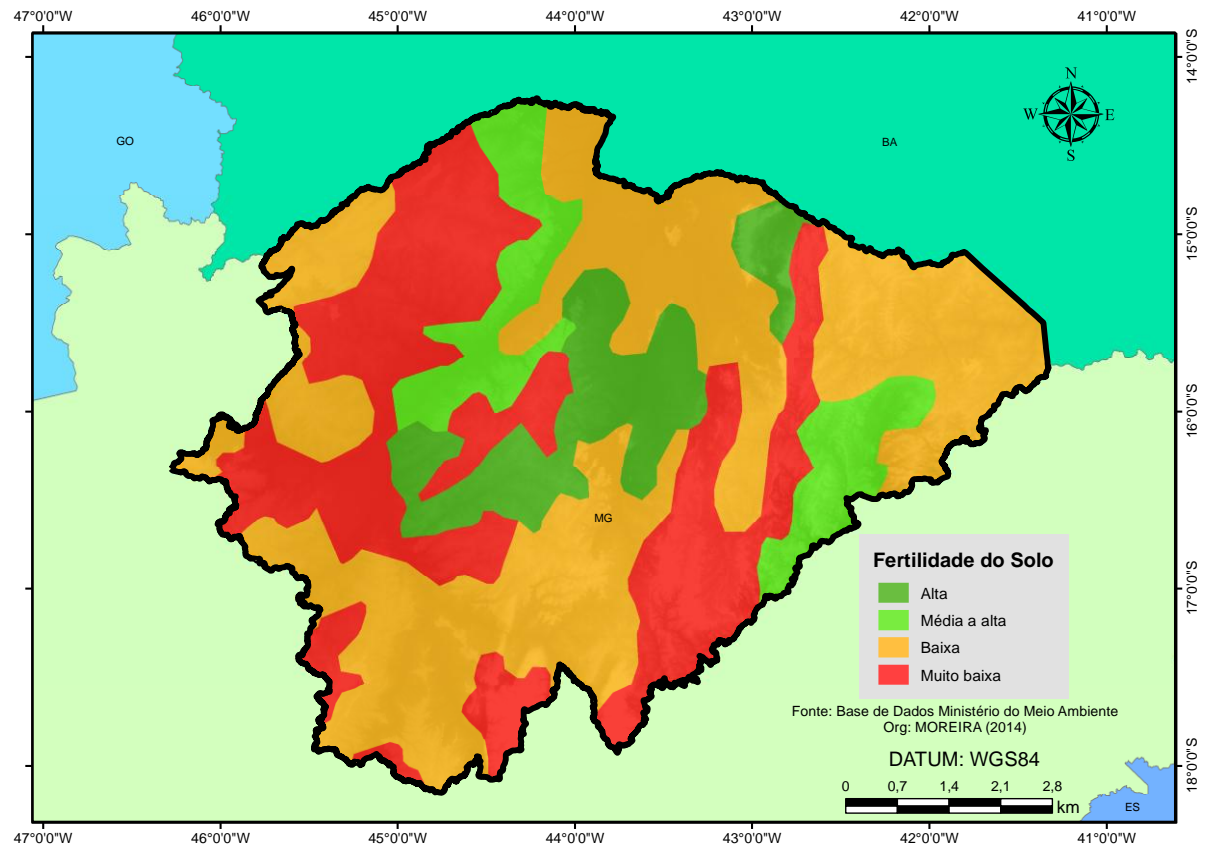 47°0'0"W 46°0'0"W 45°0'0"W 44°0'0"W 43°0'0"W 42°0'0"W 41°0'0"W
14°0'0"S
N
W E
S
GO
BA
15°0'0"S
16°0'0"S
MG
Fertilidade do Solo
Alta
Média a alta
Baixa
Muito baixa
17°0'0"S
Fonte: Base de Dados Ministério do Meio Ambiente
Org: MOREIRA (2014)
DATUM: WGS84
0 0,7 1,4 2,1 2,8
km
ES
18°0'0"S
47°0'0"W 46°0'0"W 45°0'0"W 44°0'0"W 43°0'0"W 42°0'0"W 41°0'0"W